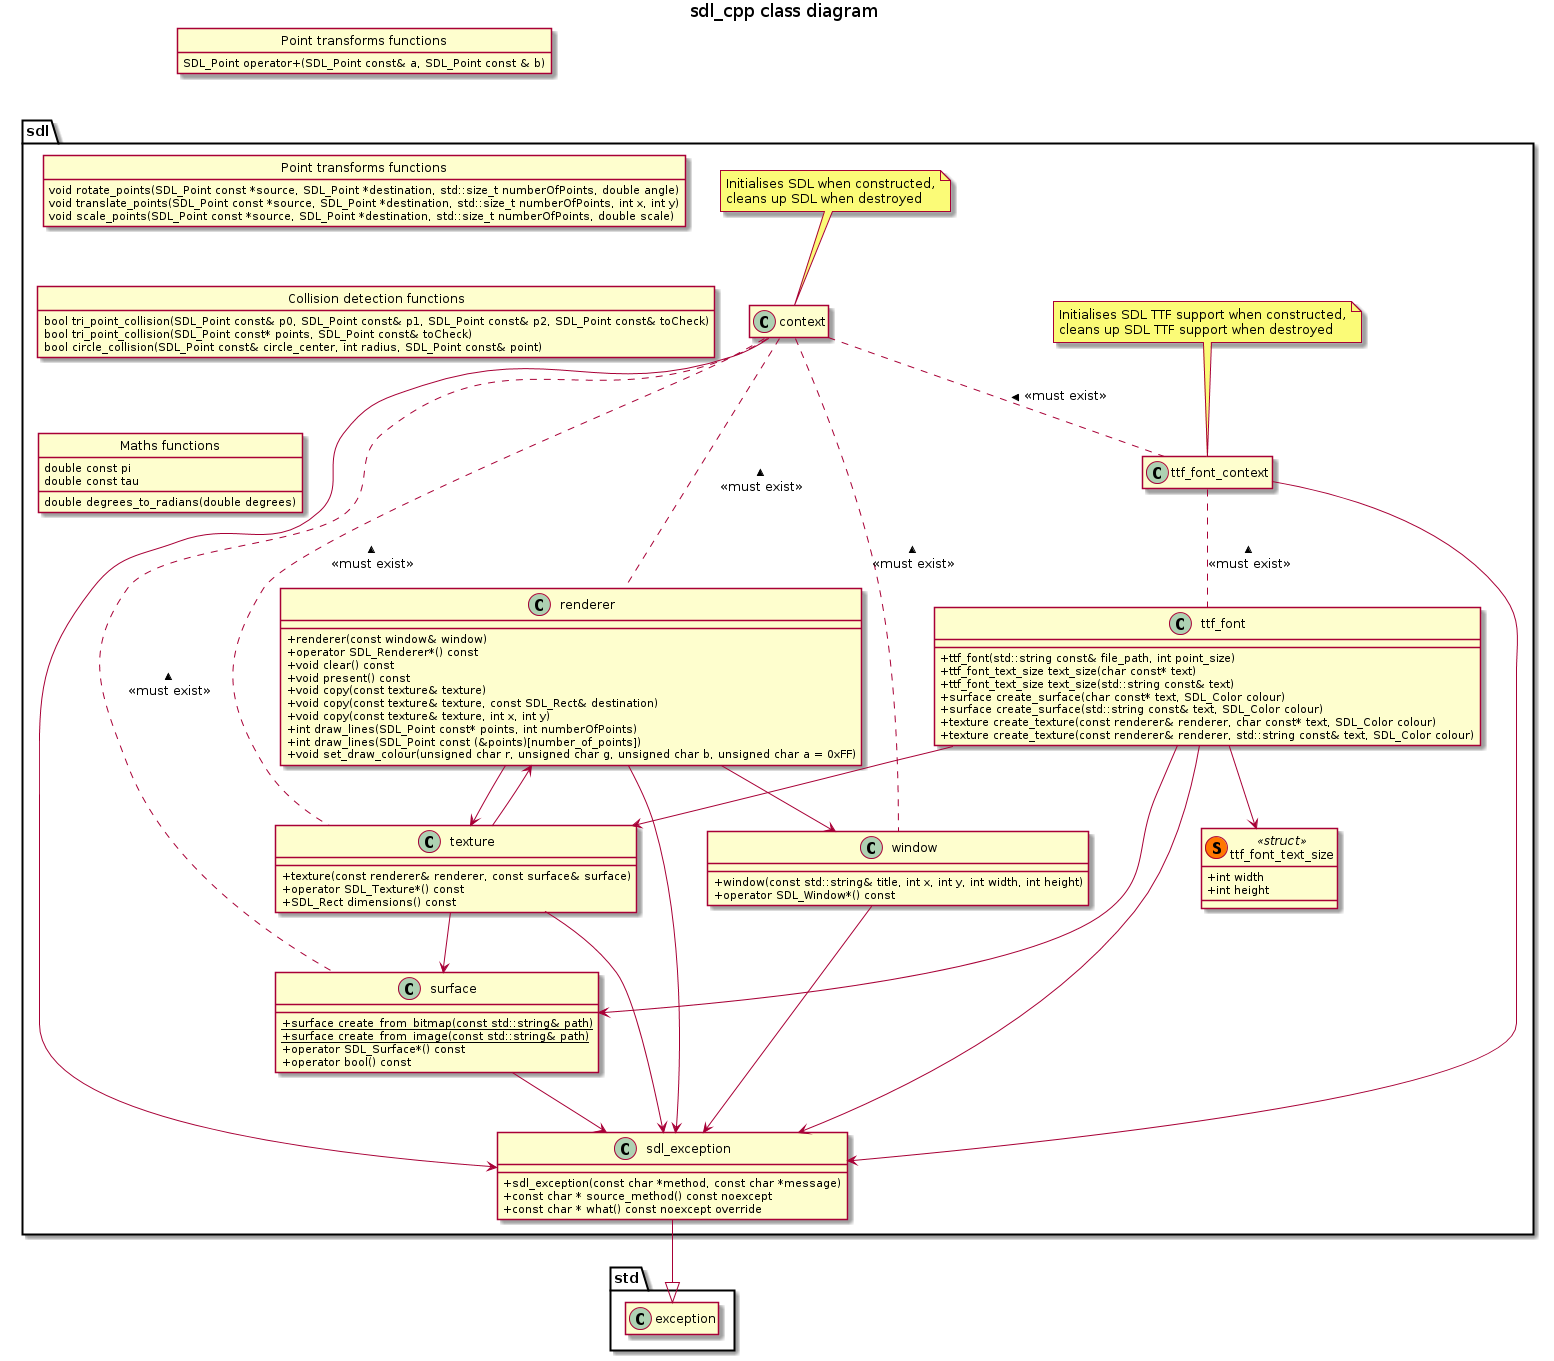 sdl_cpp class diagram
Point transforms functions
SDL_Point operator+(SDL_Point const& a, SDL_Point const & b)
sdl
Point transforms functions
void rotate_points(SDL_Point const *source, SDL_Point *destination, std::size_t numberOfPoints, double angle)
void translate_points(SDL_Point const *source, SDL_Point *destination, std::size_t numberOfPoints, int x, int y)
void scale_points(SDL_Point const *source, SDL_Point *destination, std::size_t numberOfPoints, double scale)
Initialises SDL when constructed,
cleans up SDL when destroyed
Collision detection functions
bool tri_point_collision(SDL_Point const& p0, SDL_Point const& p1, SDL_Point const& p2, SDL_Point const& toCheck)
bool tri_point_collision(SDL_Point const* points, SDL_Point const& toCheck)
bool circle_collision(SDL_Point const& circle_center, int radius, SDL_Point const& point)
C context
Initialises SDL TTF support when constructed,
cleans up SDL TTF support when destroyed
◄ «must exist»
Maths functions
double const pi
double const tau
double degrees_to_radians(double degrees)
C ttf_font_context
▲
«must exist»
▲
«must exist»
▲
«must exist»
▲
«must exist»
▲
«must exist»
C renderer
+renderer(const window& window)
+operator SDL_Renderer*() const
+void clear() const
+void present() const
+void copy(const texture& texture)
+void copy(const texture& texture, const SDL_Rect& destination)
+void copy(const texture& texture, int x, int y)
+int draw_lines(SDL_Point const* points, int numberOfPoints)
+int draw_lines(SDL_Point const (&points)[number_of_points])
+void set_draw_colour(unsigned char r, unsigned char g, unsigned char b, unsigned char a = 0xFF)
C ttf_font
+ttf_font(std::string const& file_path, int point_size)
+ttf_font_text_size text_size(char const* text)
+ttf_font_text_size text_size(std::string const& text)
+surface create_surface(char const* text, SDL_Color colour)
+surface create_surface(std::string const& text, SDL_Color colour)
+texture create_texture(const renderer& renderer, char const* text, SDL_Color colour)
+texture create_texture(const renderer& renderer, std::string const& text, SDL_Color colour)
C texture
+texture(const renderer& renderer, const surface& surface)
+operator SDL_Texture*() const
+SDL_Rect dimensions() const
C window
+window(const std::string& title, int x, int y, int width, int height)
+operator SDL_Window*() const
S «struct»
ttf_font_text_size
+int width
+int height
C surface
+surface create_from_bitmap(const std::string& path)
+surface create_from_image(const std::string& path)
+operator SDL_Surface*() const
+operator bool() const
C sdl_exception
+sdl_exception(const char *method, const char *message)
+const char * source_method() const noexcept
+const char * what() const noexcept override
std
C exception